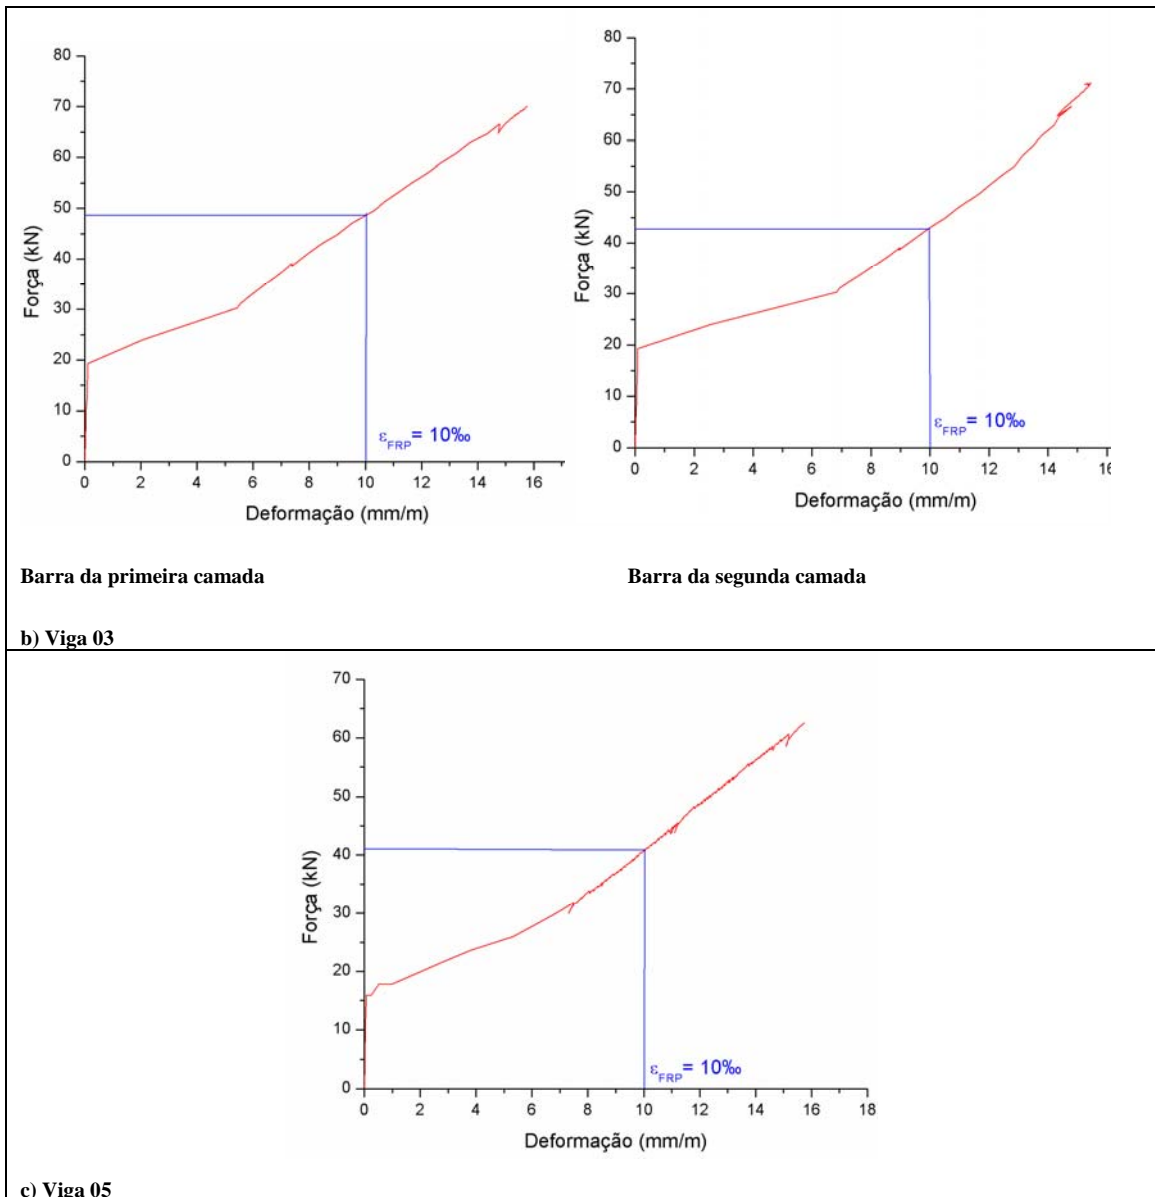 80
70
60
50
40
30
20
10
0
Força (kN)
0 2 4 6 8 10 12 14 16
Deformação (mm/m)
εFRP= 10‰
80
70
60
50
40
30
20
10
0
Força (kN)
0 2 4 6 8 10 12 14 16
Deformação (mm/m)
εFRP= 10‰
Barra da primeira camada Barra da segunda camada
b) Viga 03
70
60
50
40
30
20
10
0
Força (kN)
0 2 4 6 8 10 12 14 16 18
Deformação (mm/m)
εFRP= 10‰
c) Viga 05